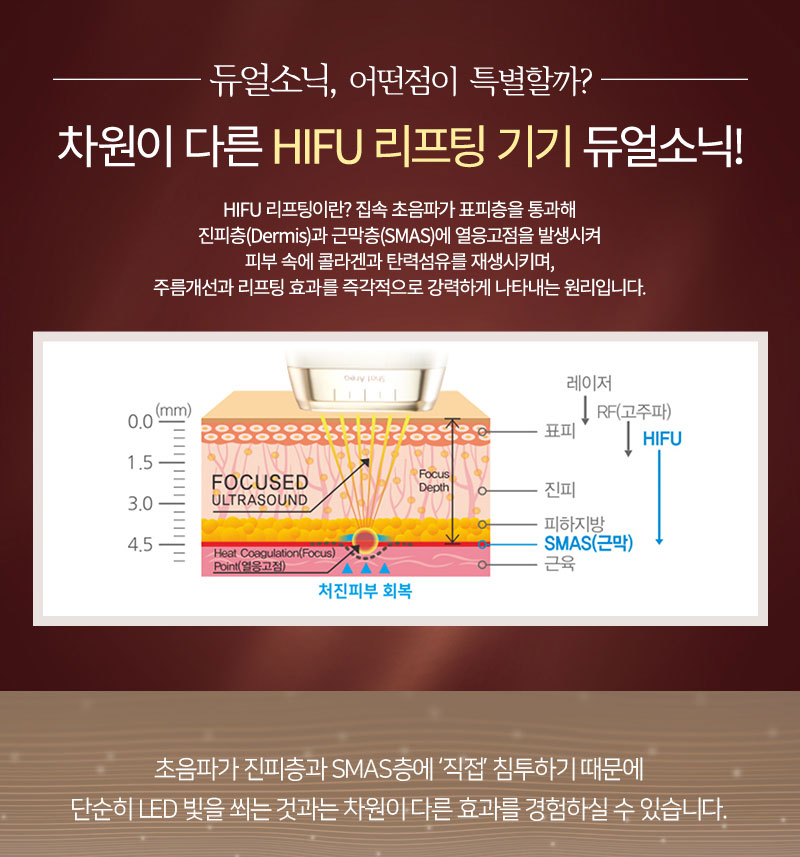 듀얼소닉, 어떤점이 특별할까?
차원이 다른 HIFU 리프팅 기기 듀얼소닉!
HIFU 리프팅이란? 집속 초음파가 표피층을 통과해
진피층(Dermis)과 근막층(SMAS)에 열응고점을 발생시켜
피부 속에 콜라겐과 탄력섬유를 재생시키며,
주름개선과 리프팅 효과를 즉각적으로 강력하게 나타내는 원리입니다.
Shot Area
레이저
(mm)
RF(고주파)
0.0
표피
HIFU
1.5
FOCUSED
ULTRASOUND
Focus
Depth
진피
3.0
피하지방
4.5
SMAS(근막)
Heat Coagulation(Focus)
Point(열응고점)
근육
처진피부 회복
초음파가 진피층과 SMAS층에 ‘직접’ 침투하기 때문에
단순히 LED 빛을 쐬는 것과는 차원이 다른 효과를 경험하실 수 있습니다.